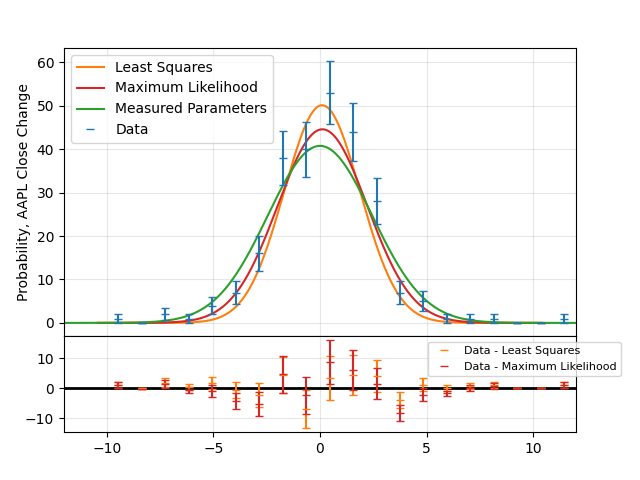 Least Squares
Maximum Likelihood
Measured Parameters
Data
Probability, AAPL Close Change
60
50
40
30
20
10
0
Data - Least Squares
Data - Maximum Likelihood
10
0
−10
−10
−5
0
5
10